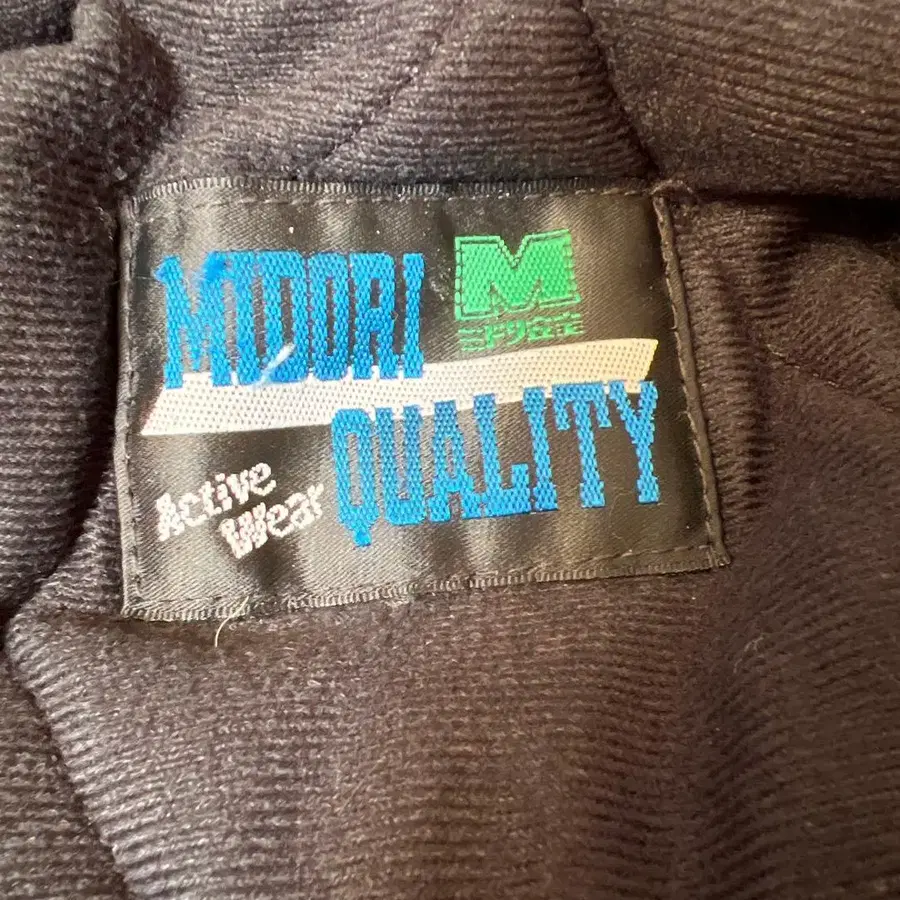 MIDORI
M
ミドリ安全
QUALITY
Active
Wear